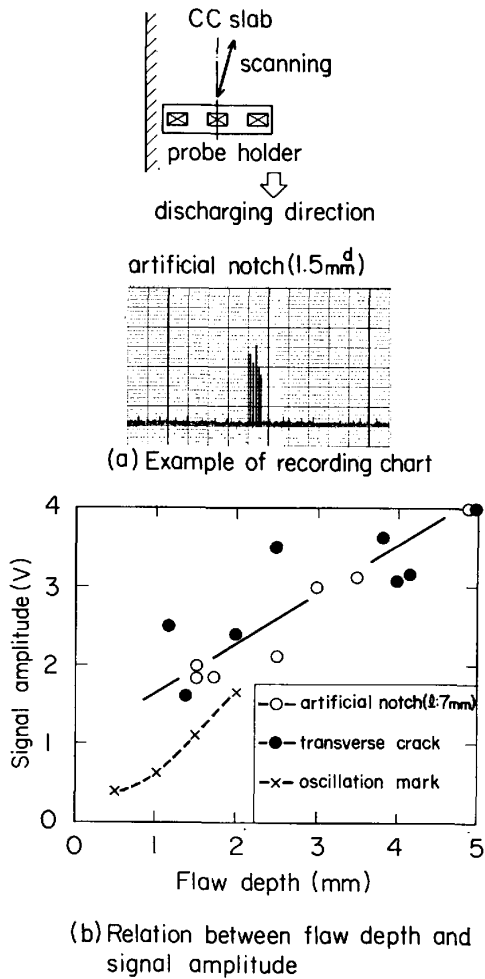 CC slab
scanning
probe holder
discharging direction
artificial notch(1.5mmᵈ)
(a) Example of recording chart
4
3
2
1
0
Signal amplitude(V)
artificial notch(ℓ:7mm)
transverse crack
oscillation mark
0 1 2 3 4 5
Flaw depth (mm)
(b) Relation between flaw depth and
signal amplitude